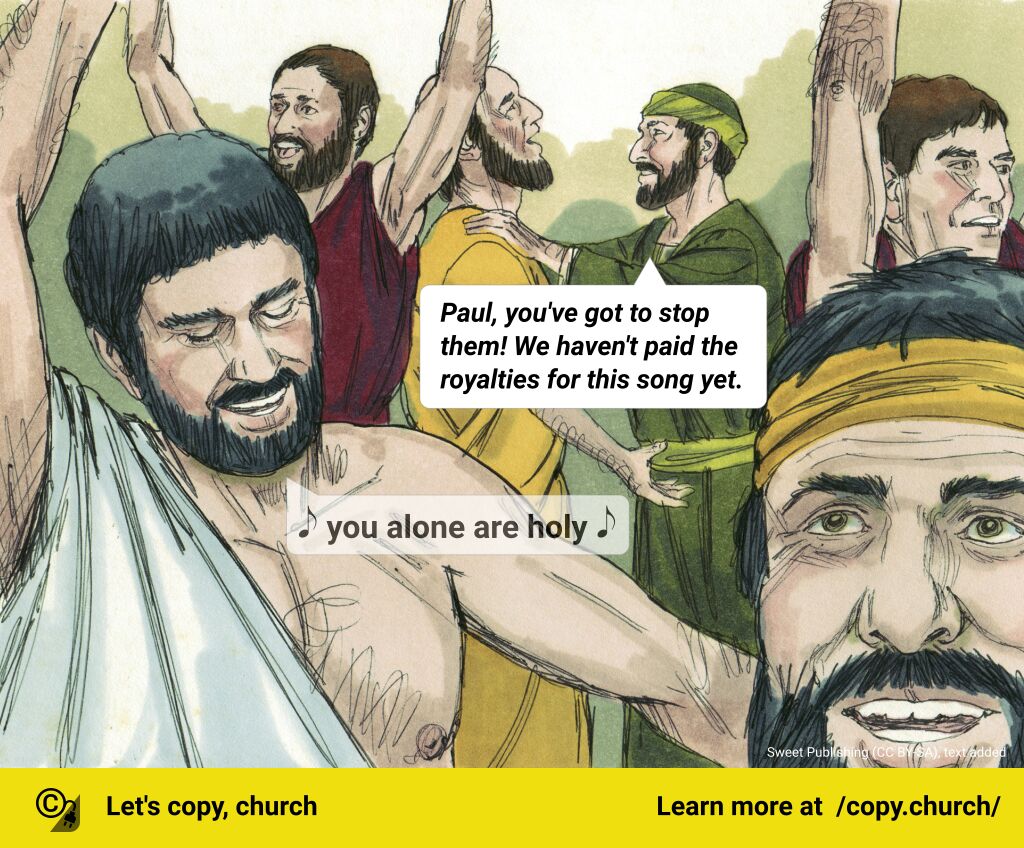 Paul, you've got to stop
them! We haven't paid the
royalties for this song yet.
♪ you alone are holy ♪
Sweet Publishing (CC BY-SA), text added
© Let's copy, church
Learn more at /copy.church/